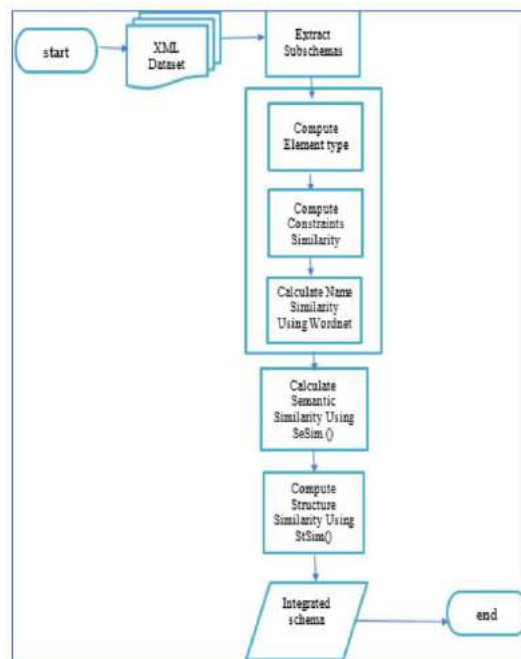 start
XML
Dataset
Extract
Subschemas
Compute
Element type
Compute
Constraints
Similarity
Calculate Name
Similarity
Using Wordnet
Calculate
Semantic
Similarity Using
SeSim ()
Compute
Structure
Similarity Using
StSim()
Integrated
schema
end